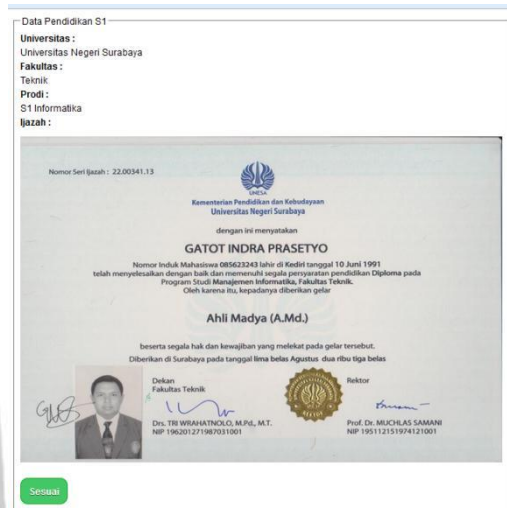 Data Pendidikan S1
Universitas :
Universitas Negeri Surabaya
Fakultas :
Teknik
Prodi :
S1 Informatika
Ijazah :
Nomor Seri Ijazah : 22.00341.13
UNESA
Kementerian Pendidikan dan Kebudayaan
Universitas Negeri Surabaya
dengan ini menyatakan
GATOT INDRA PRASETYO
Nomor Induk Mahasiswa 085623243 lahir di Kediri tanggal 10 Juni 1991
telah menyelesaikan dengan baik dan memenuhi segala persyaratan pendidikan Diploma pada
Program Studi Manajemen Informatika, Fakultas Teknik.
Oleh karena itu, kepadanya diberikan gelar
Ahli Madya (A.Md.)
beserta segala hak dan kewajiban yang melekat pada gelar tersebut.
Diberikan di Surabaya pada tanggal lima belas Agustus dua ribu tiga belas
Dekan
Fakultas Teknik
Drs. TRI WRAHATNOLO, M.Pd., M.T.
NIP 196201271987031001
Rektor
Prof. Dr. MUCHLAS SAMANI
NIP 195112151974121001
Sesuai